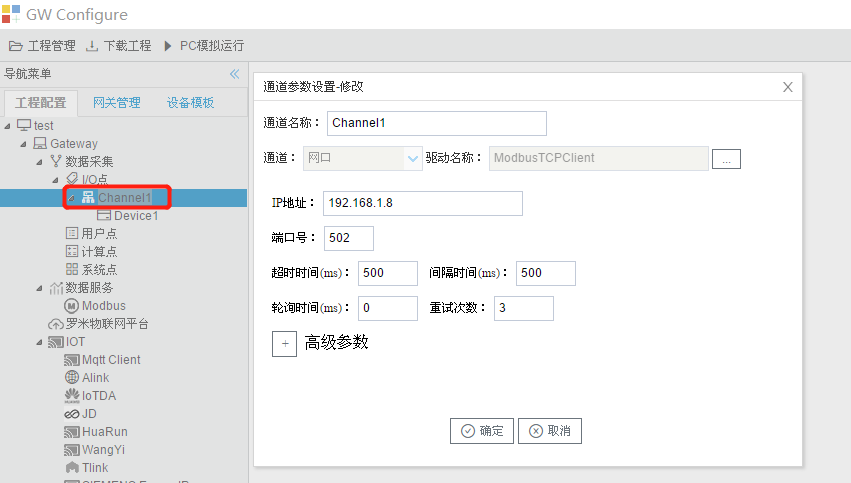 GW Configure
工程管理 下载工程 PC模拟运行
导航菜单
工程配置 网关管理 设备模板
test
Gateway
数据采集
I/O点
Channel1
Device1
用户点
计算点
系统点
数据服务
Modbus
罗米物联网平台
IOT
Mqtt Client
Alink
IoTDA
JD
HuaRun
WangYi
Tlink
通道参数设置-修改
通道名称： Channel1
通道： 网口 驱动名称： ModbusTCPClient ...
IP地址： 192.168.1.8
端口号： 502
超时时间(ms)： 500 间隔时间(ms)： 500
轮询时间(ms)： 0 重试次数： 3
+ 高级参数
确定 取消